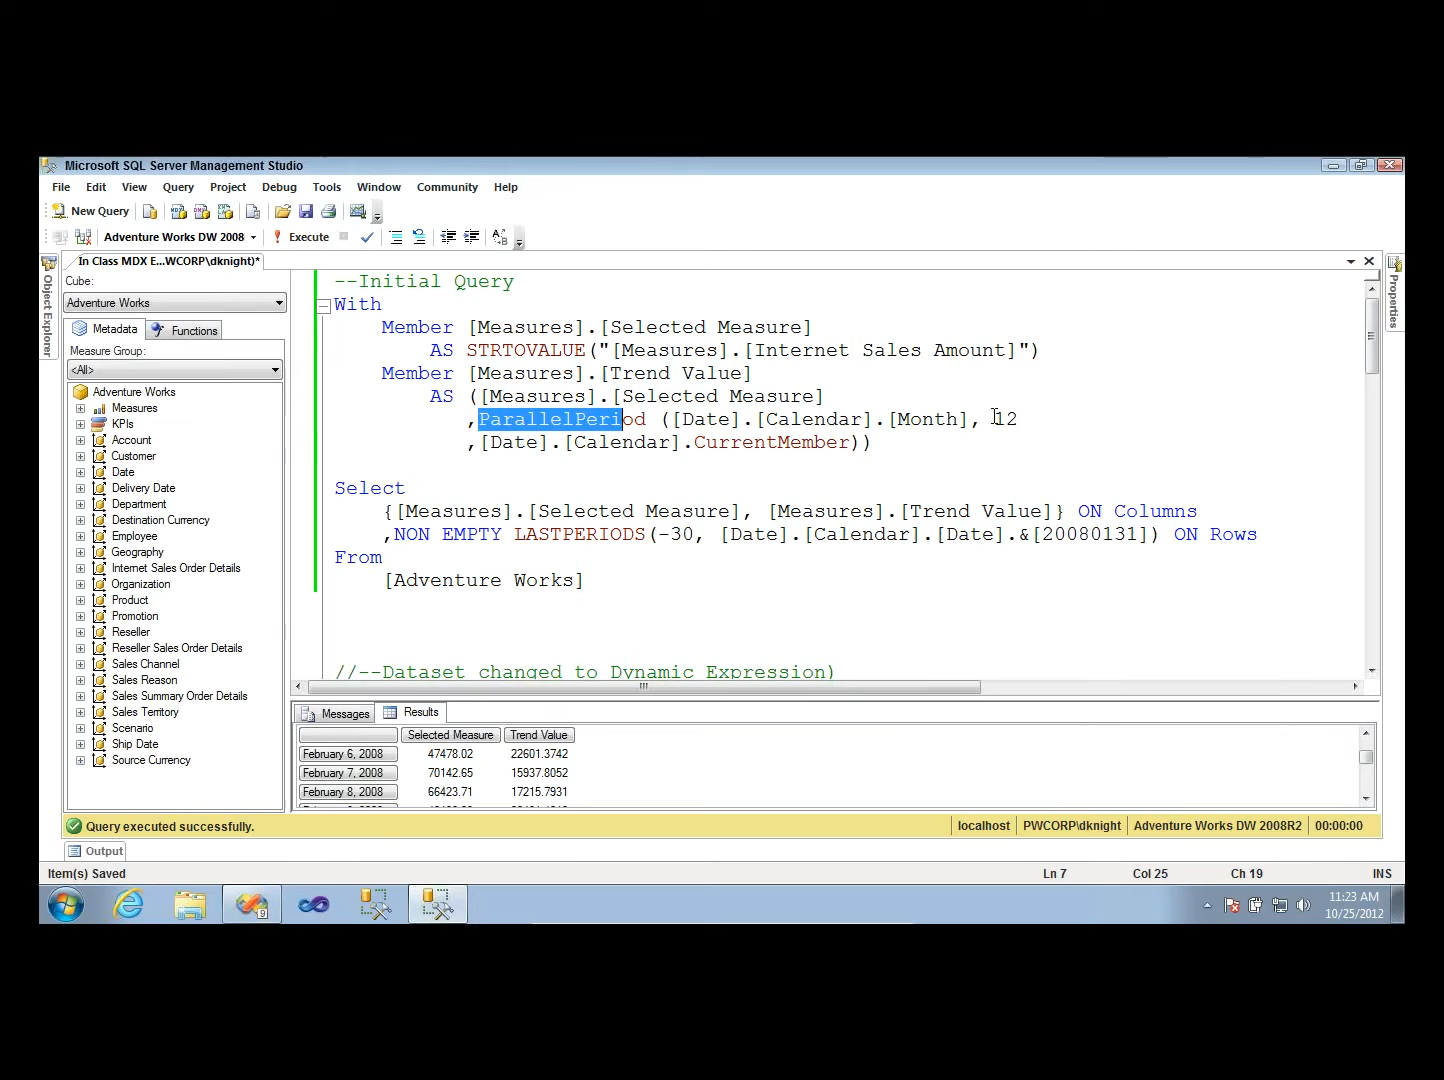 Microsoft SQL Server Management Studio
File Edit View Query Project Debug Tools Window Community Help
New Query
Adventure Works DW 2008 Execute
In Class MDX E...WCORP\dknight)*
Object Explorer
Properties
Cube:
Adventure Works
Metadata Functions
Measure Group:
<All>
Adventure Works
Measures
KPIs
Account
Customer
Date
Delivery Date
Department
Destination Currency
Employee
Geography
Internet Sales Order Details
Organization
Product
Promotion
Reseller
Reseller Sales Order Details
Sales Channel
Sales Reason
Sales Summary Order Details
Sales Territory
Scenario
Ship Date
Source Currency
--Initial Query
With
Member [Measures].[Selected Measure]
AS STRTOVALUE("[Measures].[Internet Sales Amount]")
Member [Measures].[Trend Value]
AS ([Measures].[Selected Measure]
,ParallelPeriod ([Date].[Calendar].[Month], 12
,[Date].[Calendar].CurrentMember))
Select
{[Measures].[Selected Measure], [Measures].[Trend Value]} ON Columns
,NON EMPTY LASTPERIODS(-30, [Date].[Calendar].[Date].&[20080131]) ON Rows
From
[Adventure Works]
//--Dataset changed to Dynamic Expression)
Messages Results
Selected Measure Trend Value
February 6, 2008 47478.02 22601.3742
February 7, 2008 70142.65 15937.8052
February 8, 2008 66423.71 17215.7931
Query executed successfully. localhost PWCORP\dknight Adventure Works DW 2008R2 00:00:00
Output
Item(s) Saved Ln 7 Col 25 Ch 19 INS
9
11:23 AM
10/25/2012